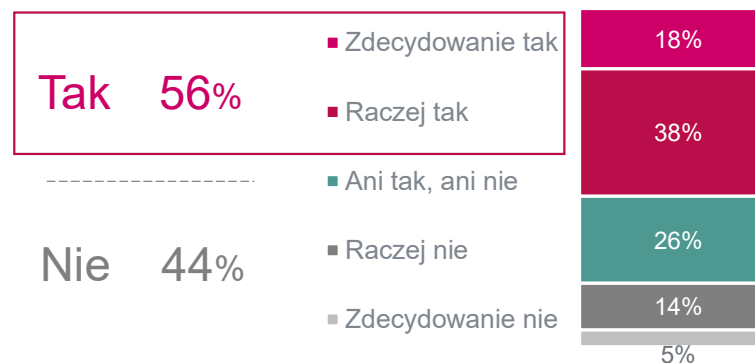 Tak 56%
Nie 44%
Zdecydowanie tak
Raczej tak
Ani tak, ani nie
Raczej nie
Zdecydowanie nie
18%
38%
26%
14%
5%